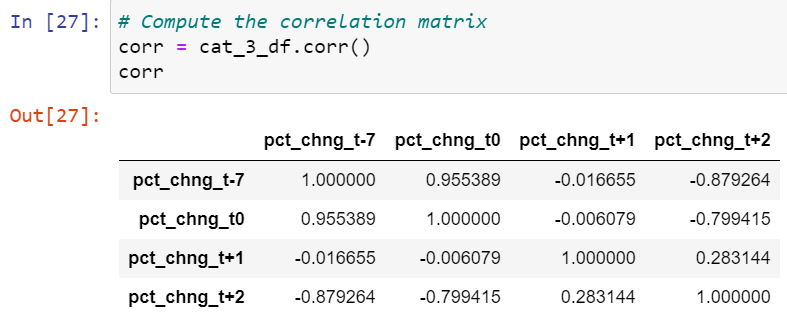 In [27]: # Compute the correlation matrix
corr = cat_3_df.corr()
corr
Out[27]:
pct_chng_t-7 pct_chng_t0 pct_chng_t+1 pct_chng_t+2
pct_chng_t-7 1.000000 0.955389 -0.016655 -0.879264
pct_chng_t0 0.955389 1.000000 -0.006079 -0.799415
pct_chng_t+1 -0.016655 -0.006079 1.000000 0.283144
pct_chng_t+2 -0.879264 -0.799415 0.283144 1.000000